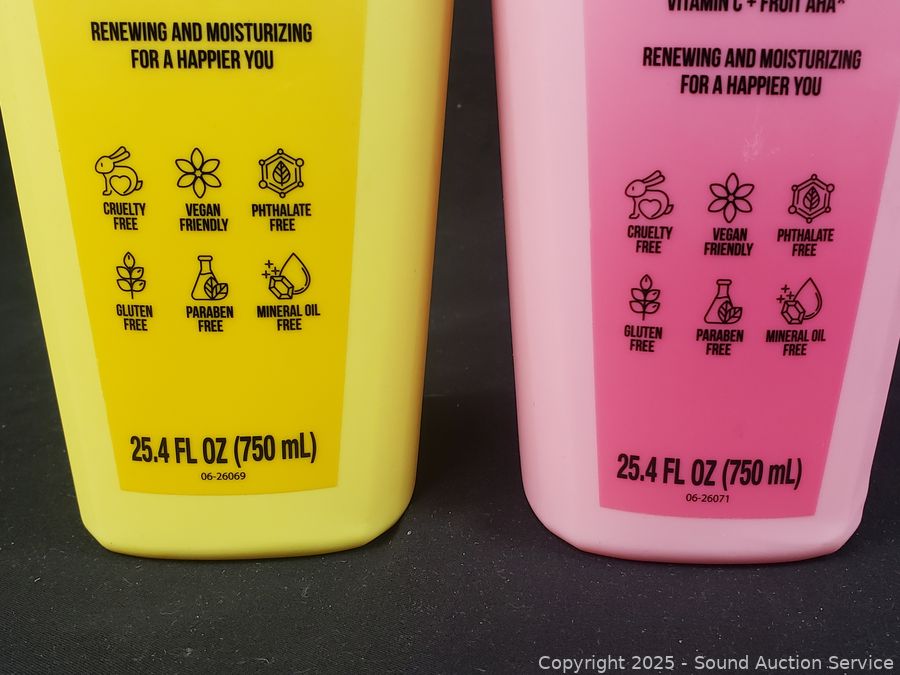 RENEWING AND MOISTURIZING
FOR A HAPPIER YOU
CRUELTY
FREE
VEGAN
FRIENDLY
PHTHALATE
FREE
GLUTEN
FREE
PARABEN
FREE
MINERAL OIL
FREE
25.4 FL OZ (750 mL)
06-26069
VITAMIN C + FRUIT AHA*
RENEWING AND MOISTURIZING
FOR A HAPPIER YOU
CRUELTY
FREE
VEGAN
FRIENDLY
PHTHALATE
FREE
GLUTEN
FREE
PARABEN
FREE
MINERAL OIL
FREE
25.4 FL OZ (750 mL)
06-26071
Copyright 2025 - Sound Auction Service